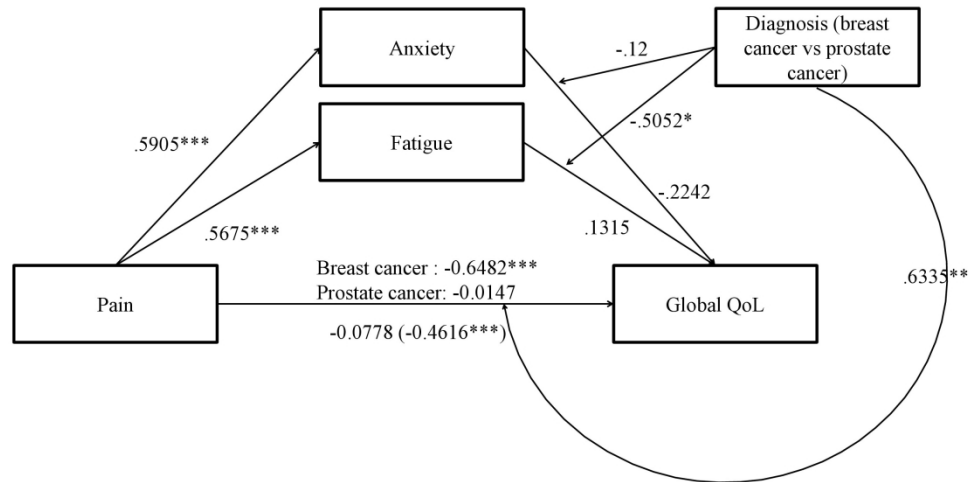 Anxiety
Diagnosis (breast
cancer vs prostate
cancer)
-.12
-.5052*
Fatigue
.5905***
-.2242
.5675***
.1315
Breast cancer : -0.6482***
Prostate cancer: -0.0147
Pain
Global QoL
.6335**
-0.0778 (-0.4616***)